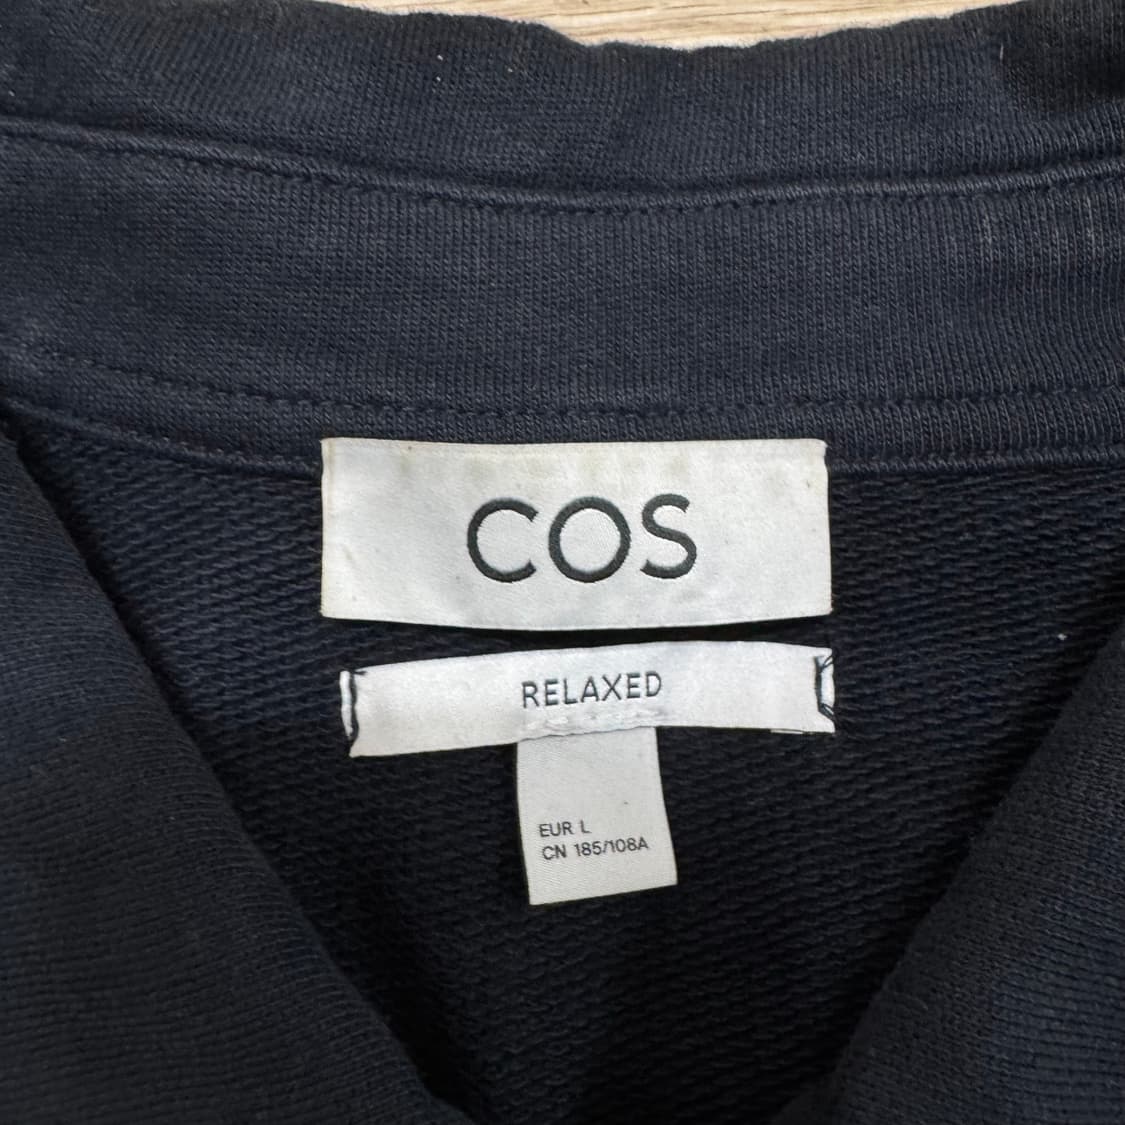 COS
RELAXED
EUR L
CN 185/108A